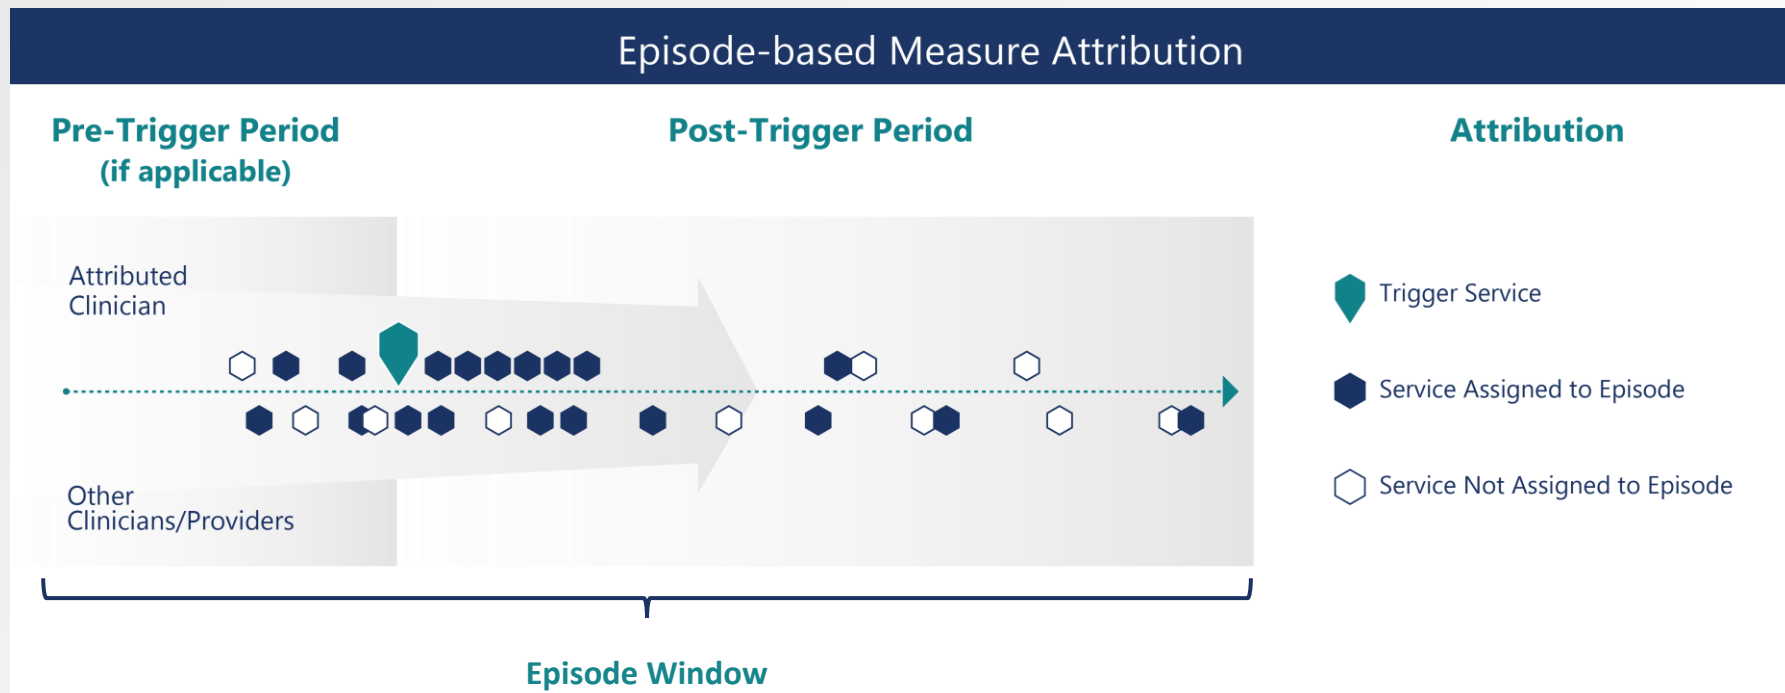 Episode-based Measure Attribution
Pre-Trigger Period
(if applicable)
Post-Trigger Period
Attribution
Attributed
Clinician
Other
Clinicians/Providers
Trigger Service
Service Assigned to Episode
Service Not Assigned to Episode
Episode Window